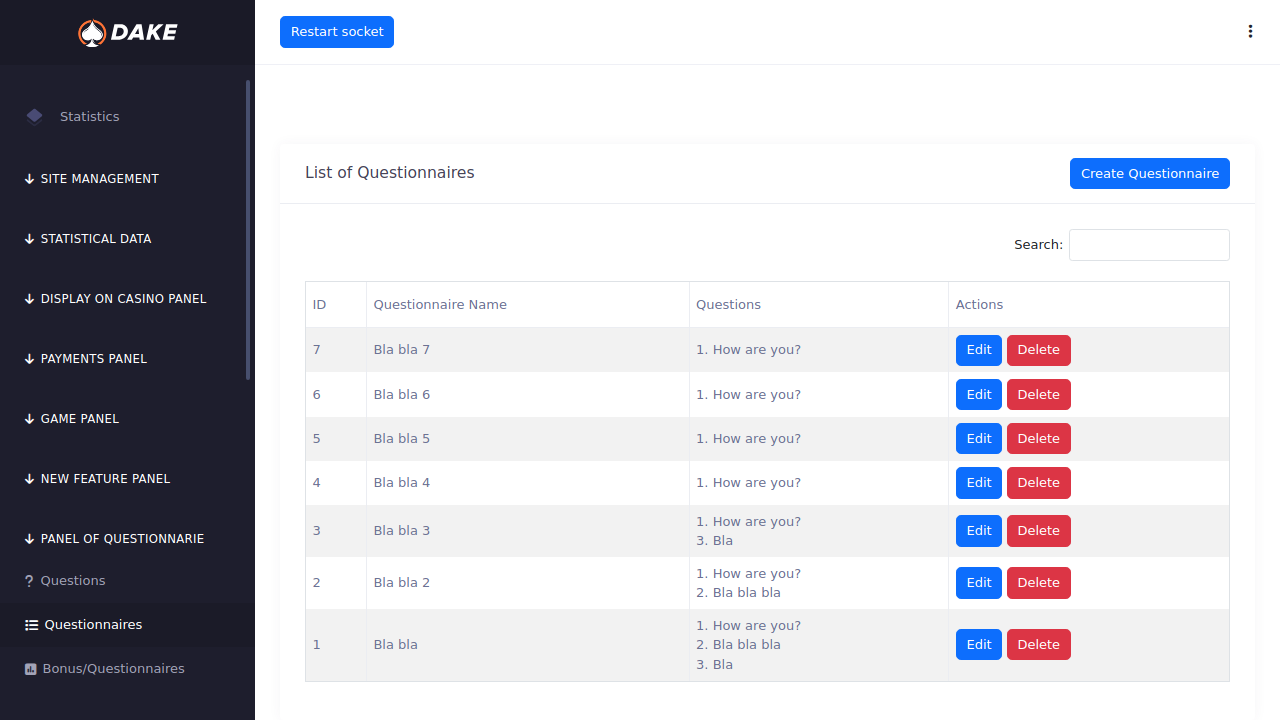 DAKE
Restart socket
Statistics
SITE MANAGEMENT
STATISTICAL DATA
DISPLAY ON CASINO PANEL
PAYMENTS PANEL
GAME PANEL
NEW FEATURE PANEL
PANEL OF QUESTIONNARIE
Questions
Questionnaires
Bonus/Questionnaires
List of Questionnaires
Create Questionnaire
Search:
ID Questionnaire Name Questions Actions
7 Bla bla 7 1. How are you? Edit Delete
6 Bla bla 6 1. How are you? Edit Delete
5 Bla bla 5 1. How are you? Edit Delete
4 Bla bla 4 1. How are you? Edit Delete
3 Bla bla 3 1. How are you? Edit Delete
3. Bla
2 Bla bla 2 1. How are you? Edit Delete
2. Bla bla bla
1 Bla bla 1. How are you? Edit Delete
2. Bla bla bla
3. Bla